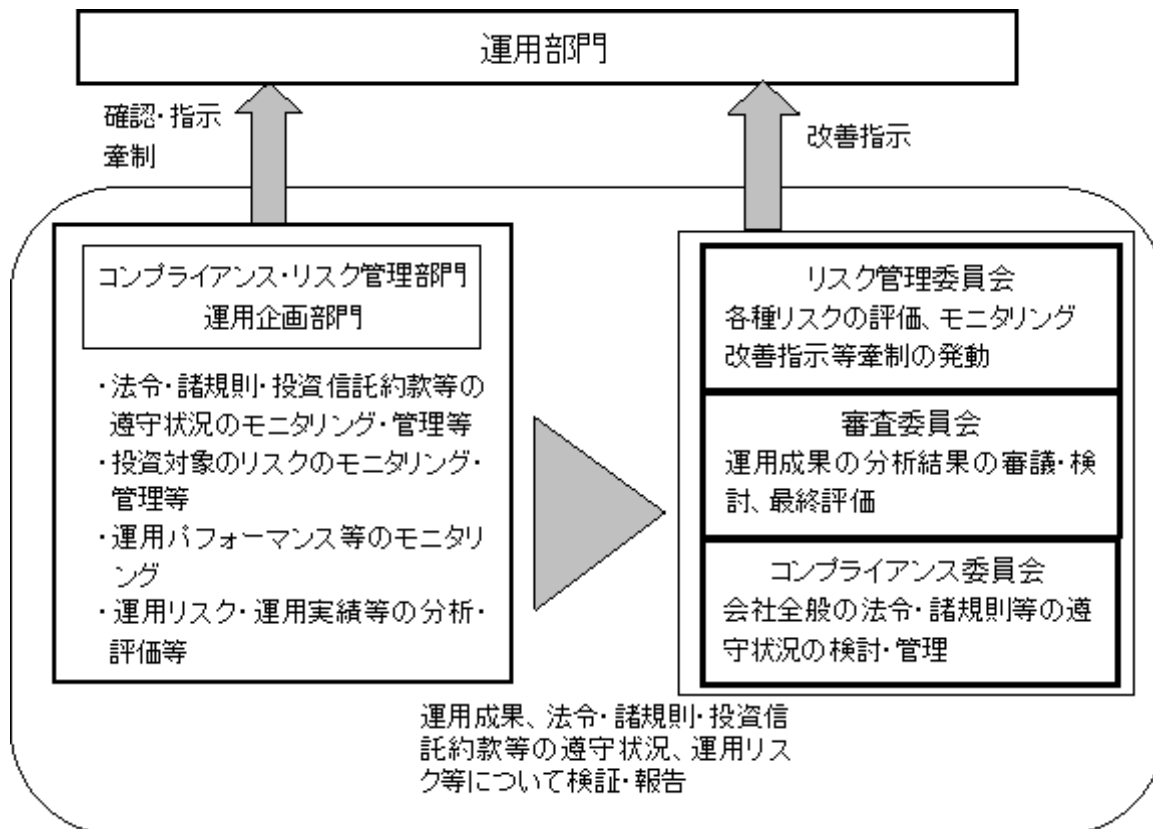 運用部門
確認・指示
牽制
改善指示
コンプライアンス・リスク管理部門
運用企画部門
・法令・諸規則・投資信託約款等の
遵守状況のモニタリング・管理等
・投資対象のリスクのモニタリング・
管理等
・運用パフォーマンス等のモニタリ
ング
・運用リスク・運用実績等の分析・
評価等
リスク管理委員会
各種リスクの評価、モニタリング
改善指示等牽制の発動
審査委員会
運用成果の分析結果の審議・検
討、最終評価
コンプライアンス委員会
会社全般の法令・諸規則等の遵
守状況の検討・管理
運用成果、法令・諸規則・投資信
託約款等の遵守状況、運用リス
ク等について検証・報告